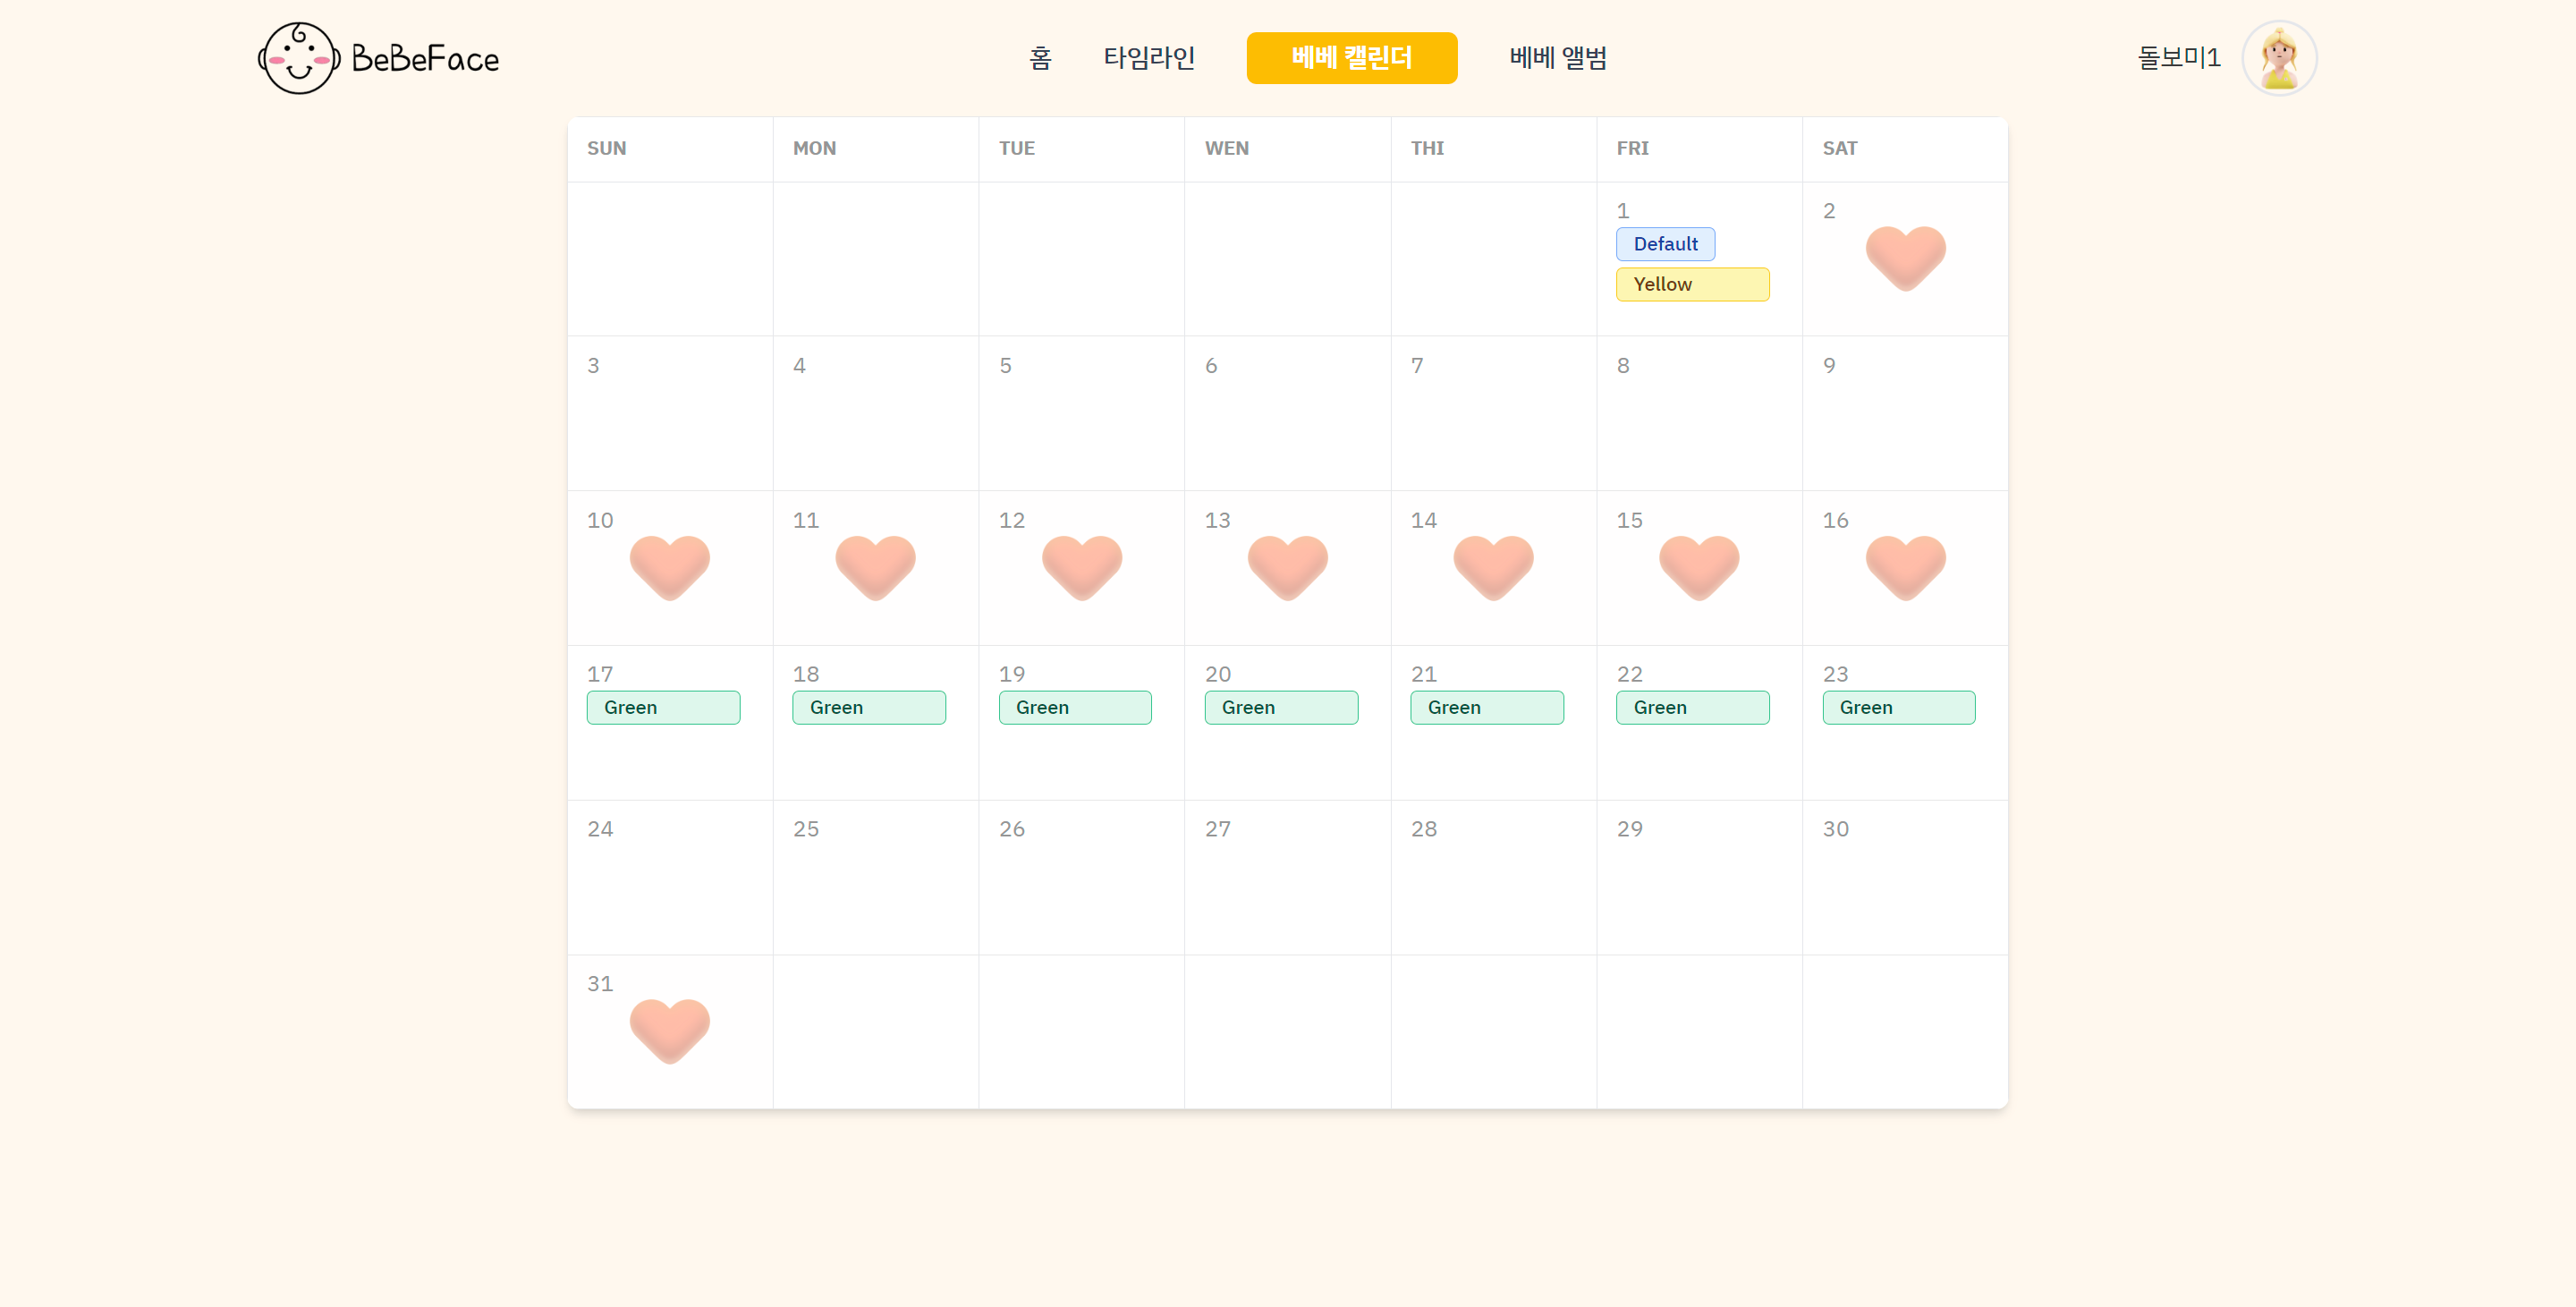 BeBeFace
홈 타임라인 베베 캘린더 베베 앨범
돌보미1
SUN MON TUE WEN THI FRI SAT
1 2
Default
Yellow
3 4 5 6 7 8 9
10 11 12 13 14 15 16
17 18 19 20 21 22 23
Green Green Green Green Green Green Green
24 25 26 27 28 29 30
31